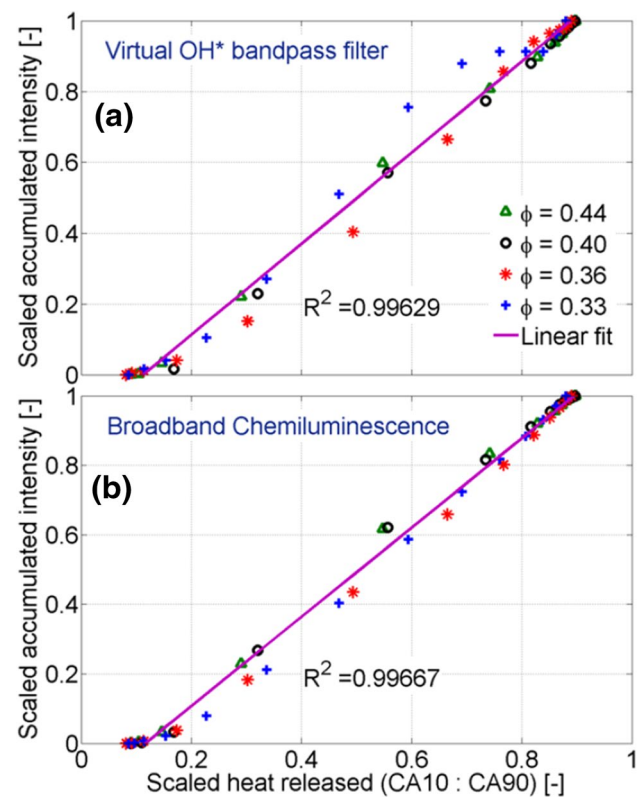 1
Virtual OH* bandpass filter
0.8
(a)
0.6
ϕ = 0.44
ϕ = 0.40
0.4
ϕ = 0.36
ϕ = 0.33
0.2
R² =0.99629
Linear fit
0
Scaled accumulated intensity [-]
1
Broadband Chemiluminescence
0.8
(b)
0.6
0.4
0.2
R² =0.99667
0
Scaled accumulated intensity [-]
0 0.2 0.4 0.6 0.8 1
Scaled heat released (CA10 : CA90) [-]